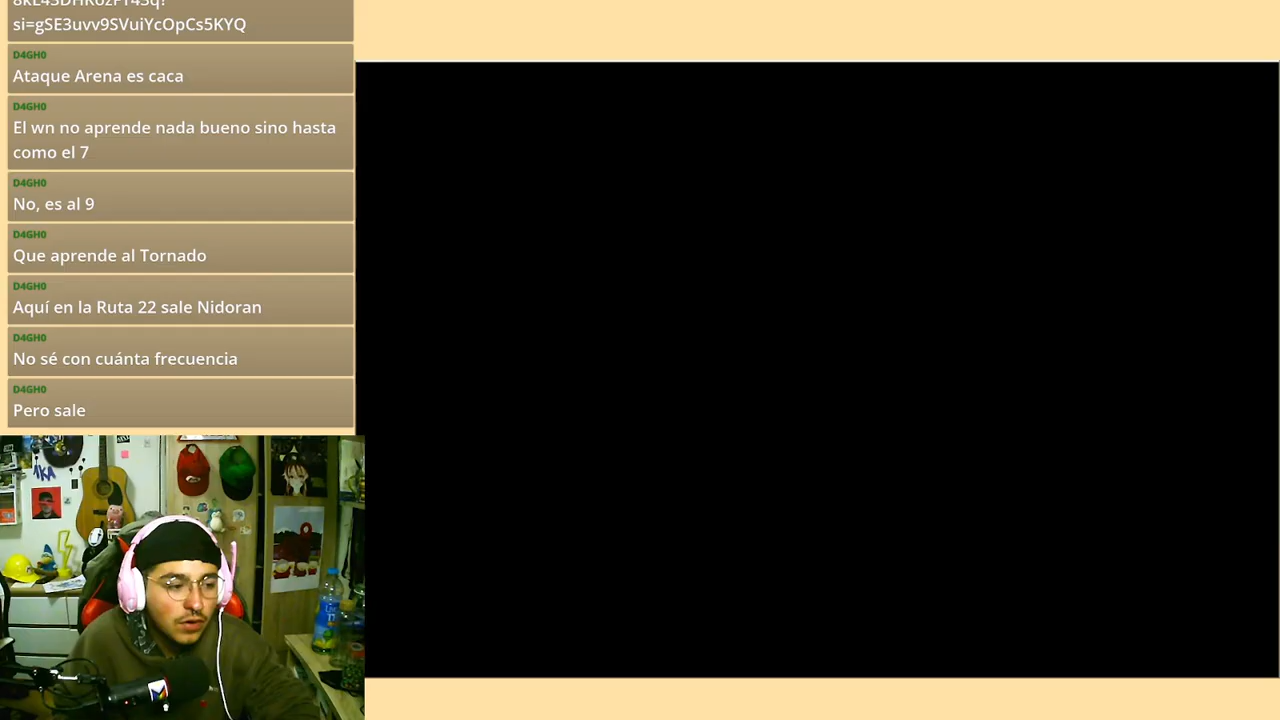 si=gSE3uvv9SVuiYcOpCs5KYQ
D4GH0
Ataque Arena es caca
D4GH0
El wn no aprende nada bueno sino hasta
como el 7
D4GH0
No, es al 9
D4GH0
Que aprende al Tornado
D4GH0
Aquí en la Ruta 22 sale Nidoran
D4GH0
No sé con cuánta frecuencia
D4GH0
Pero sale